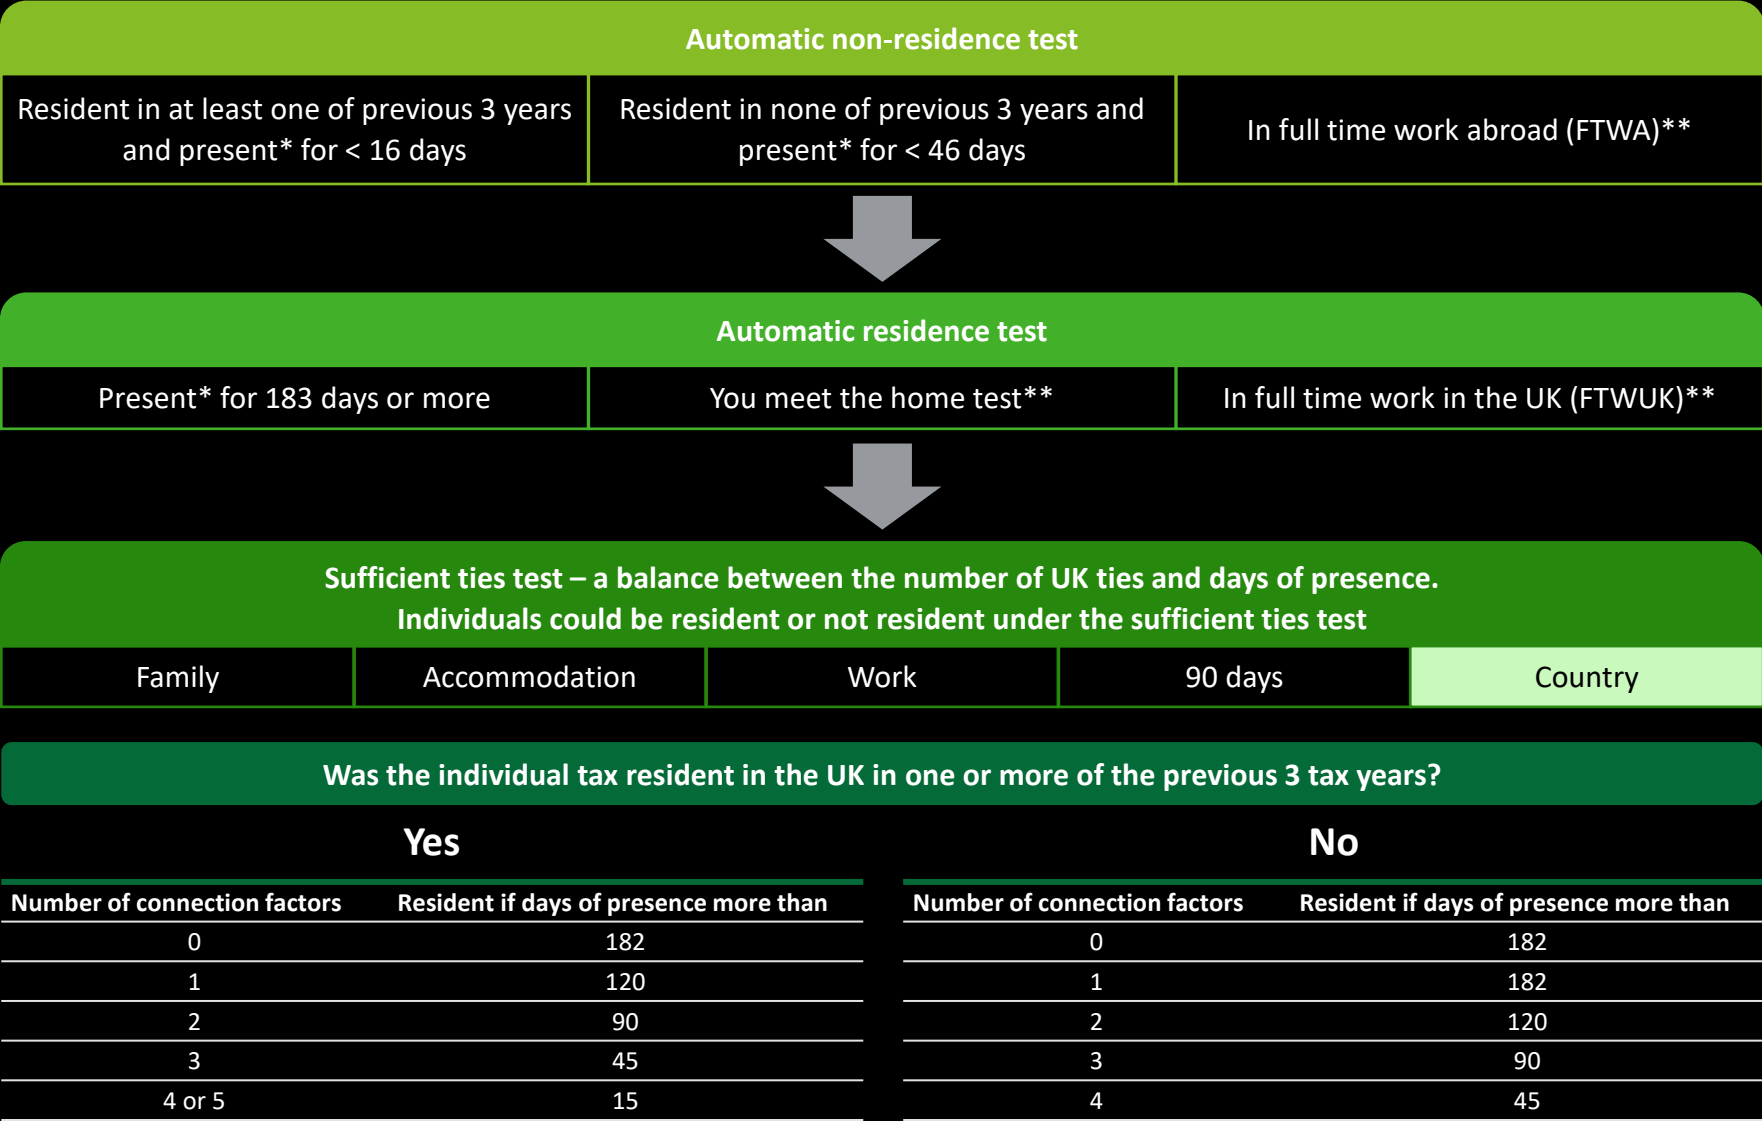 Automatic non-residence test
Resident in at least one of previous 3 years
and present* for < 16 days
Resident in none of previous 3 years and
present* for < 46 days
In full time work abroad (FTWA)**
Automatic residence test
Present* for 183 days or more
You meet the home test**
In full time work in the UK (FTWUK)**
Sufficient ties test – a balance between the number of UK ties and days of presence.
Individuals could be resident or not resident under the sufficient ties test
Family
Accommodation
Work
90 days
Country
Was the individual tax resident in the UK in one or more of the previous 3 tax years?
Yes
Number of connection factors Resident if days of presence more than
0 182
1 120
2 90
3 45
4 or 5 15
No
Number of connection factors Resident if days of presence more than
0 182
1 182
2 120
3 90
4 45